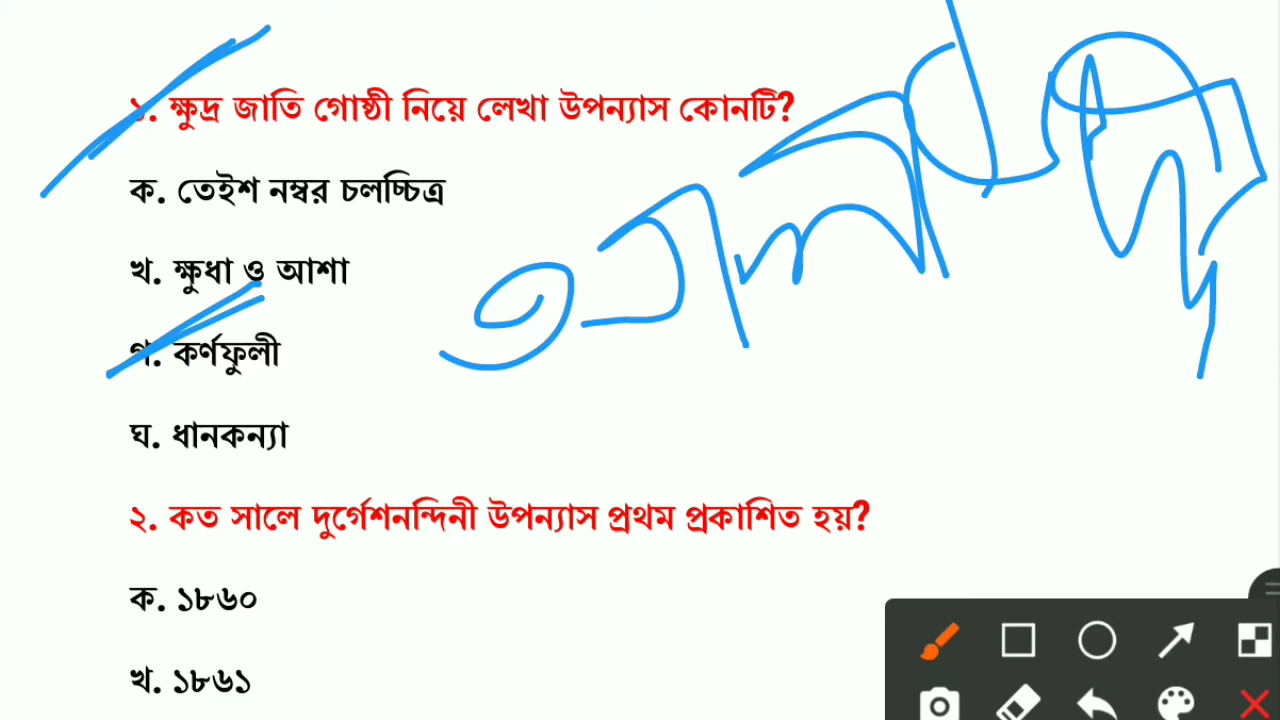 ১. ক্ষুদ্র জাতি গোষ্ঠী নিয়ে লেখা উপন্যাস কোনটি?
ক. তেইশ নম্বর চলচ্চিত্র
খ. ক্ষুধা ও আশা
গ. কর্ণফুলী
ঘ. ধানকন্যা
২. কত সালে দুর্গেশনন্দিনী উপন্যাস প্রথম প্রকাশিত হয়?
ক. ১৮৬০
খ. ১৮৬১